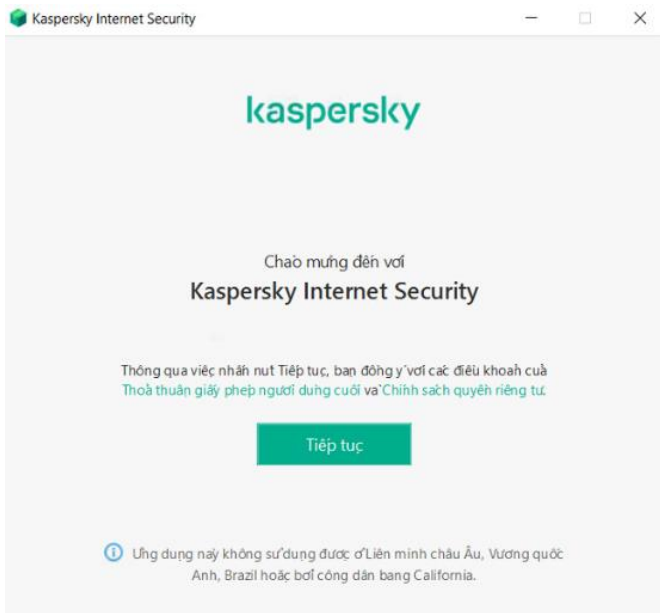 Kaspersky Internet Security
kaspersky
Chào mừng đến với
Kaspersky Internet Security
Thông qua việc nhấn nút Tiếp tục, bạn đồng ý với các điều khoản của
Thoả thuận giấy phép người dùng cuối và Chính sách quyền riêng tư.
Tiếp tục
Ứng dụng này không sử dụng được ở Liên minh châu Âu, Vương quốc
Anh, Brazil hoặc bởi công dân bang California.